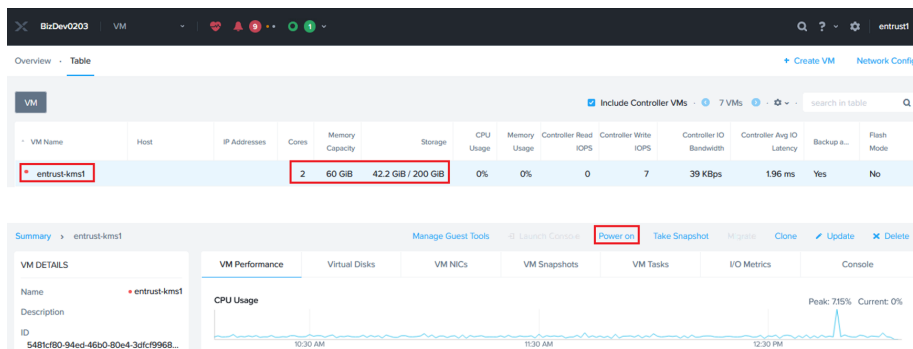 BizDev0203 VM 9 1 ? entrust1
Overview · Table + Create VM Network Config
VM Include Controller VMs · 7 VMs · search in table
VM Name Host IP Addresses Cores Memory Capacity Storage CPU Usage Memory Usage Controller Read IOPS Controller Write IOPS Controller IO Bandwidth Controller Avg IO Latency Backup a... Flash Mode
entrust-kms1 2 60 GiB 42.2 GiB / 200 GiB 0% 0% 0 7 39 KBps 1.96 ms Yes No
Summary > entrust-kms1 Manage Guest Tools Launch Console Power on Take Snapshot Migrate Clone Update × Delete
VM DETAILS VM Performance Virtual Disks VM NICs VM Snapshots VM Tasks I/O Metrics Console
Name entrust-kms1 CPU Usage Peak: 7.15% Current: 0%
Description
ID
5481cf80-94ed-46b0-80e4-3dfcf9968...
10:30 AM 11:30 AM 12:30 PM